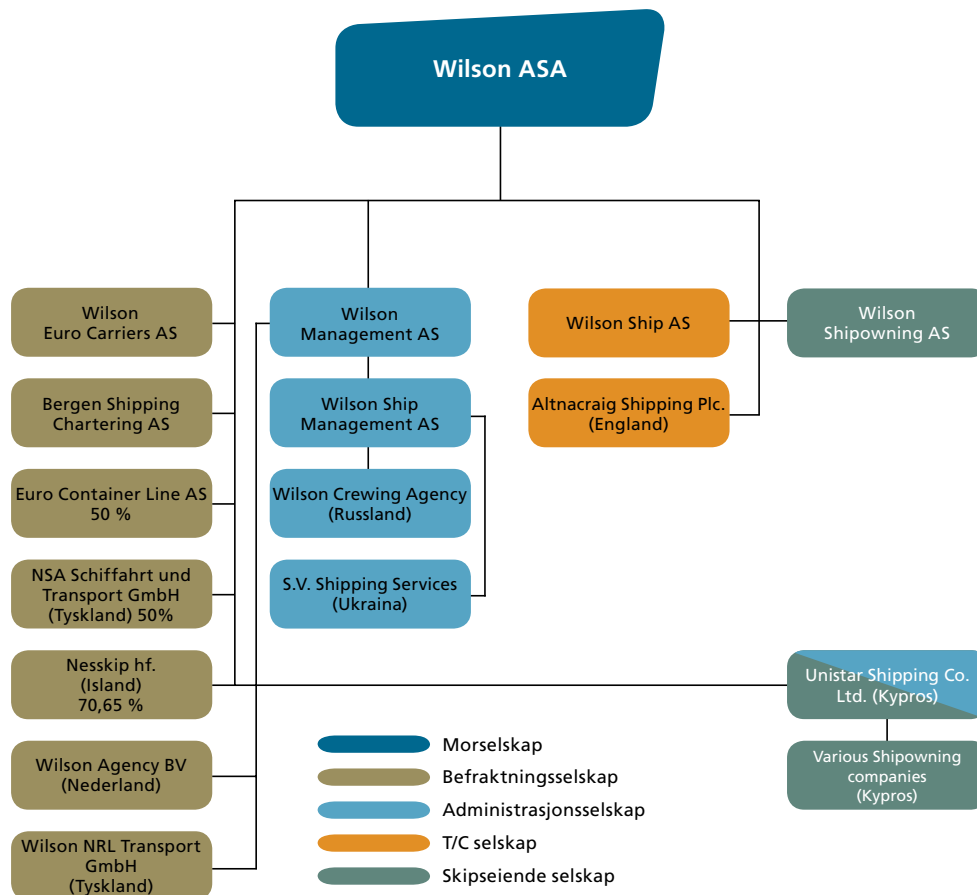 Wilson ASA
Wilson
Euro Carriers AS
Bergen Shipping
Chartering AS
Euro Container Line AS
50 %
NSA Schiffahrt und
Transport GmbH
(Tyskland) 50%
Nesskip hf.
(Island)
70,65 %
Wilson Agency BV
(Nederland)
Wilson NRL Transport
GmbH
(Tyskland)
Wilson
Management AS
Wilson Ship
Management AS
Wilson Crewing Agency
(Russland)
S.V. Shipping Services
(Ukraina)
Wilson Ship AS
Altnacraig Shipping Plc.
(England)
Wilson
Shipowning AS
Unistar Shipping Co.
Ltd. (Kypros)
Various Shipowning
companies
(Kypros)
Morselskap
Befraktningsselskap
Administrasjonsselskap
T/C selskap
Skipseiende selskap